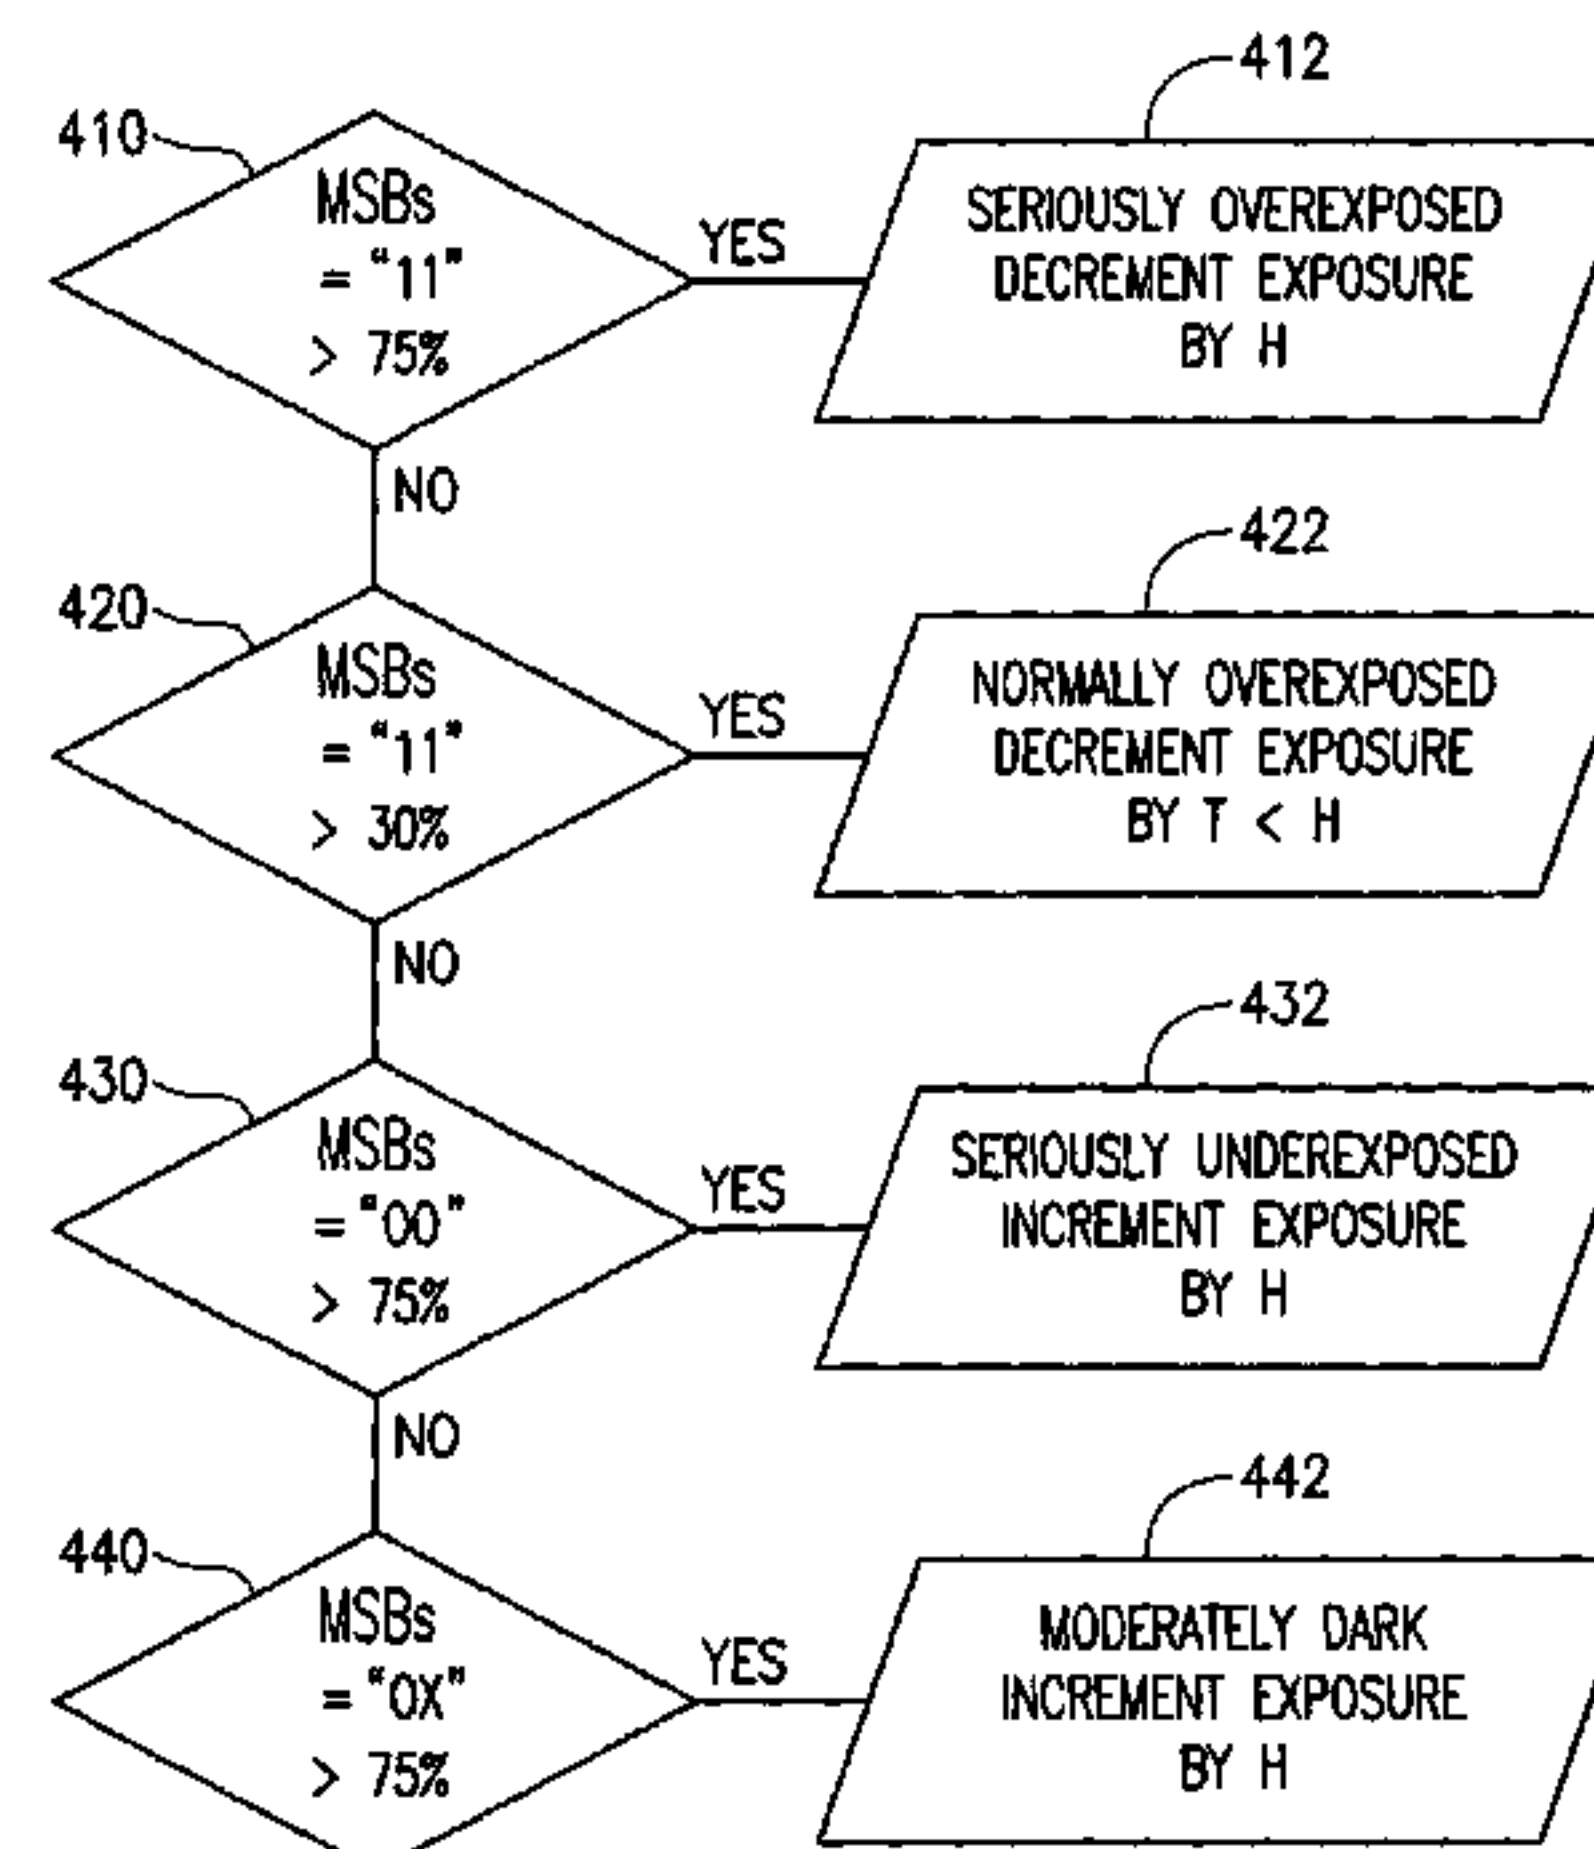 412
410
MSBs
= "11"
> 75%
YES
SERIOUSLY OVEREXPOSED
DECREMENT EXPOSURE
BY H
NO
422
420
MSBs
= "11"
> 30%
YES
NORMALLY OVEREXPOSED
DECREMENT EXPOSURE
BY T < H
NO
432
430
MSBs
= "00"
> 75%
YES
SERIOUSLY UNDEREXPOSED
INCREMENT EXPOSURE
BY H
NO
442
440
MSBs
= "0X"
> 75%
YES
MODERATELY DARK
INCREMENT EXPOSURE
BY H